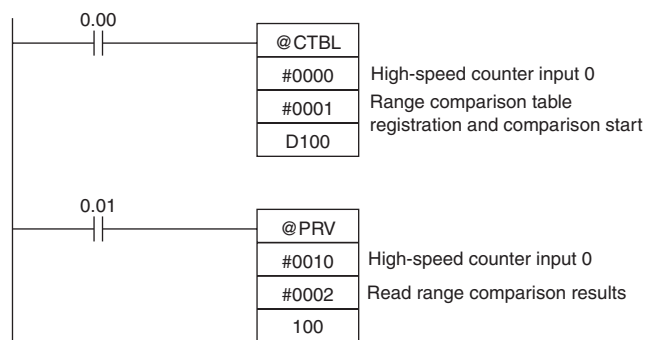 0.00
@CTBL
#0000 High-speed counter input 0
#0001 Range comparison table
registration and comparison start
D100
0.01
@PRV
#0010 High-speed counter input 0
#0002 Read range comparison results
100